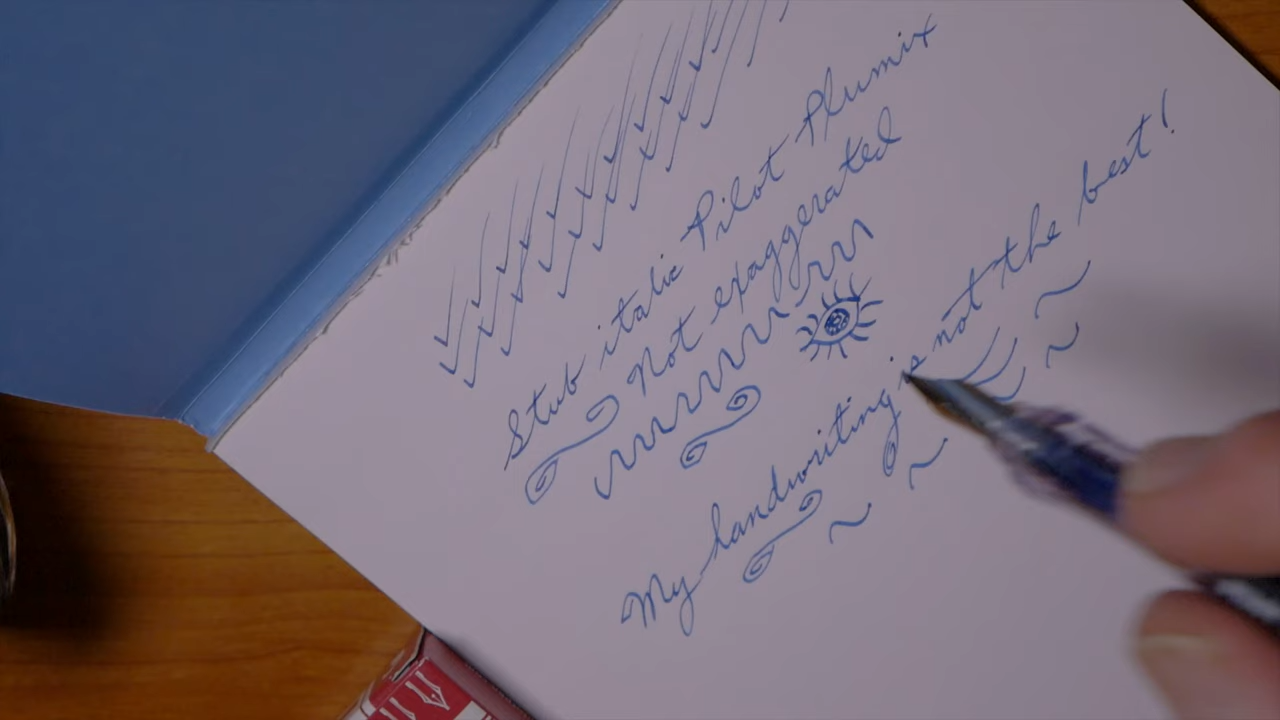 Stub italic Pilot Plumix
Not exaggerated
My handwriting is not the best!